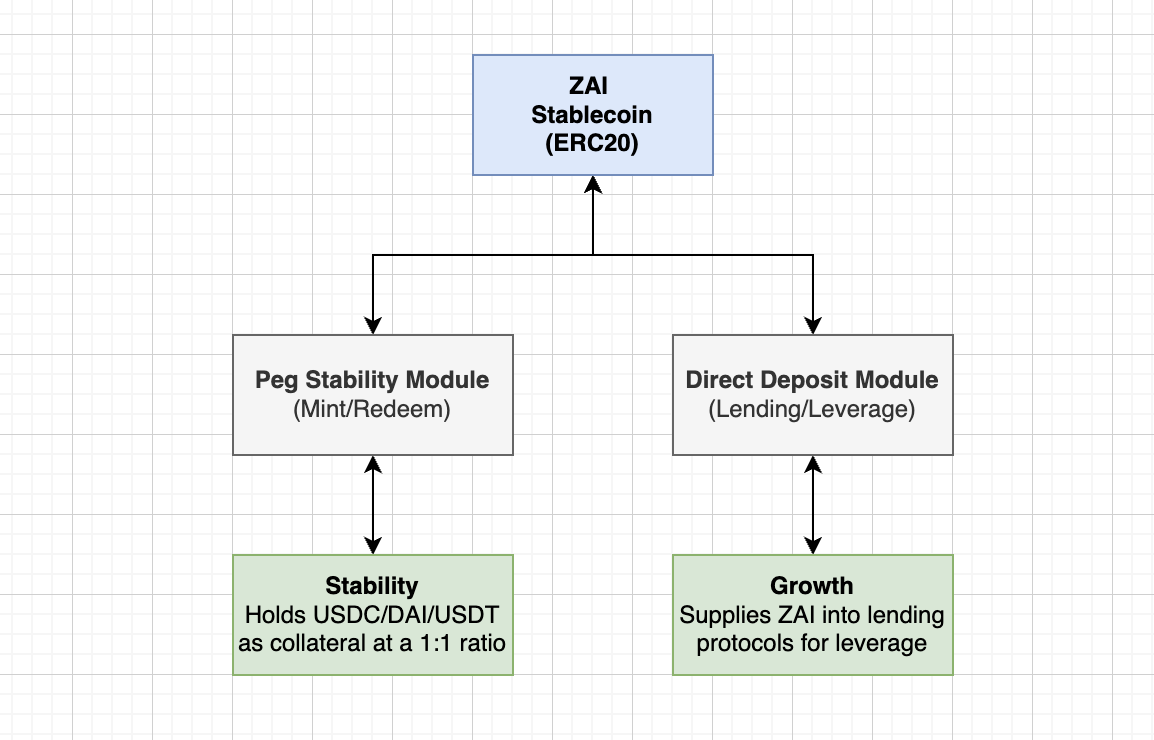 ZAI
Stablecoin
(ERC20)
Peg Stability Module
(Mint/Redeem)
Direct Deposit Module
(Lending/Leverage)
Stability
Holds USDC/DAI/USDT
as collateral at a 1:1 ratio
Growth
Supplies ZAI into lending
protocols for leverage